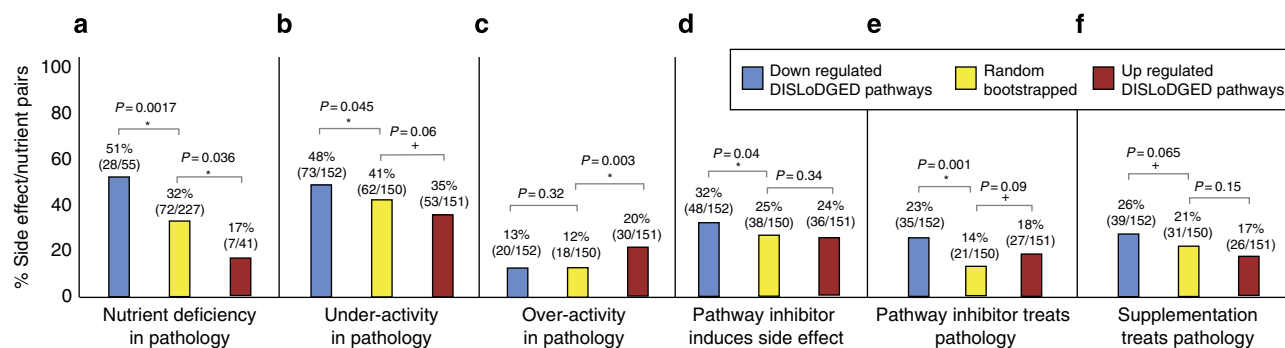 a
b
c
d
e
f
% Side effect/nutrient pairs
100
80
60
40
20
0
Down regulated
DISLoDGED pathways
Random
bootstrapped
Up regulated
DISLoDGED pathways
P = 0.0017
*
51%
(28/55)
P = 0.036
*
32%
(72/227)
17%
(7/41)
Nutrient deficiency
in pathology
P = 0.045
*
48%
(73/152)
P = 0.06
+
41%
(62/150)
35%
(53/151)
Under-activity
in pathology
P = 0.003
*
P = 0.32
13%
(20/152)
12%
(18/150)
20%
(30/151)
Over-activity
in pathology
P = 0.04
*
P = 0.34
32%
(48/152)
25%
(38/150)
24%
(36/151)
Pathway inhibitor
induces side effect
P = 0.001
*
P = 0.09
+
23%
(35/152)
14%
(21/150)
18%
(27/151)
Pathway inhibitor treats
pathology
P = 0.065
+
P = 0.15
26%
(39/152)
21%
(31/150)
17%
(26/151)
Supplementation
treats pathology